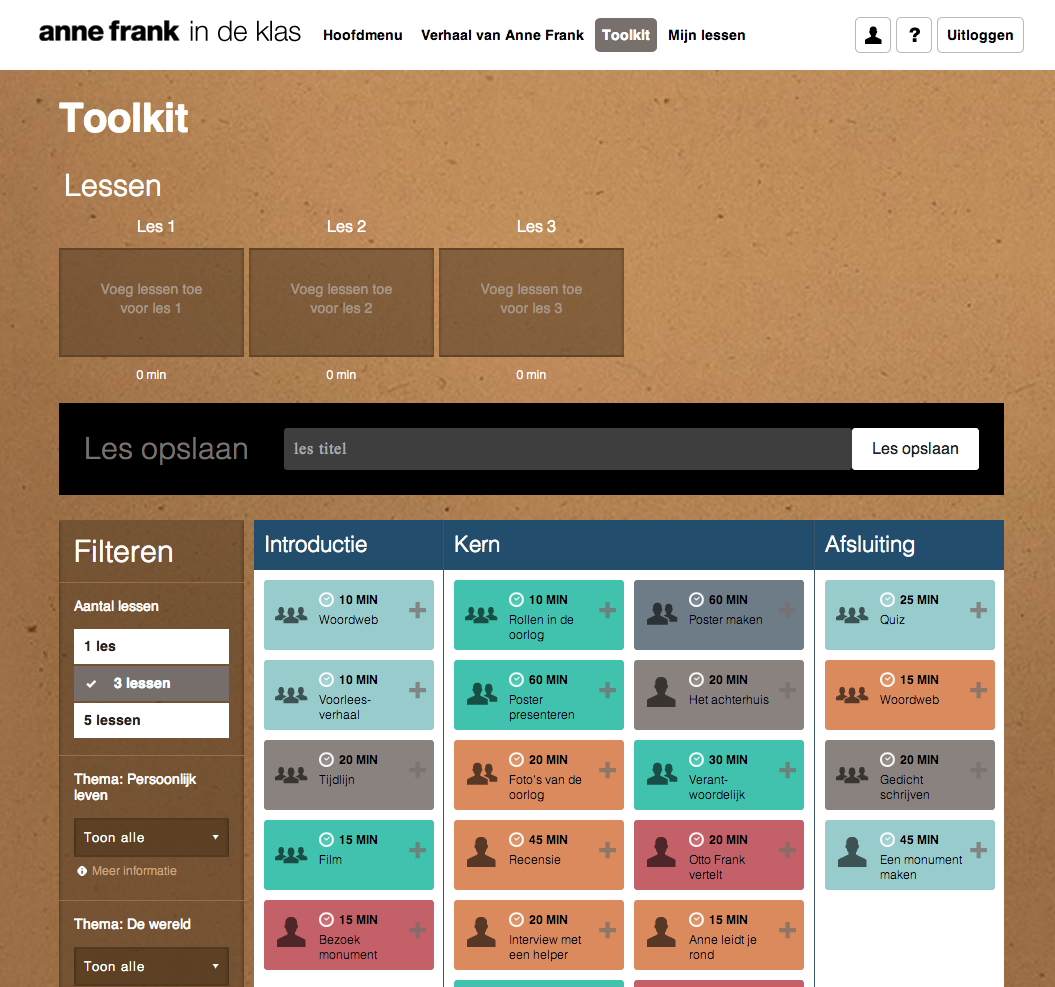 anne frank in de klas
Hoofdmenu
Verhaal van Anne Frank
Toolkit
Mijn lessen
?
Uitloggen
Toolkit
Lessen
Les 1
Les 2
Les 3
Voeg lessen toe
voor les 1
Voeg lessen toe
voor les 2
Voeg lessen toe
voor les 3
0 min
0 min
0 min
Les opslaan
les titel
Les opslaan
Filteren
Aantal lessen
1 les
3 lessen
5 lessen
Thema: Persoonlijk
leven
Toon alle
Meer informatie
Thema: De wereld
Toon alle
Introductie
10 MIN
Woordweb
10 MIN
Voorlees-
verhaal
20 MIN
Tijdlijn
15 MIN
Film
15 MIN
Bezoek
monument
Kern
10 MIN
Rollen in de
oorlog
60 MIN
Poster
presenteren
20 MIN
Foto's van de
oorlog
45 MIN
Recensie
20 MIN
Interview met
een helper
60 MIN
Poster maken
20 MIN
Het achterhuis
30 MIN
Verant-
woordelijk
20 MIN
Otto Frank
vertelt
15 MIN
Anne leidt je
rond
Afsluiting
25 MIN
Quiz
15 MIN
Woordweb
20 MIN
Gedicht
schrijven
45 MIN
Een monument
maken